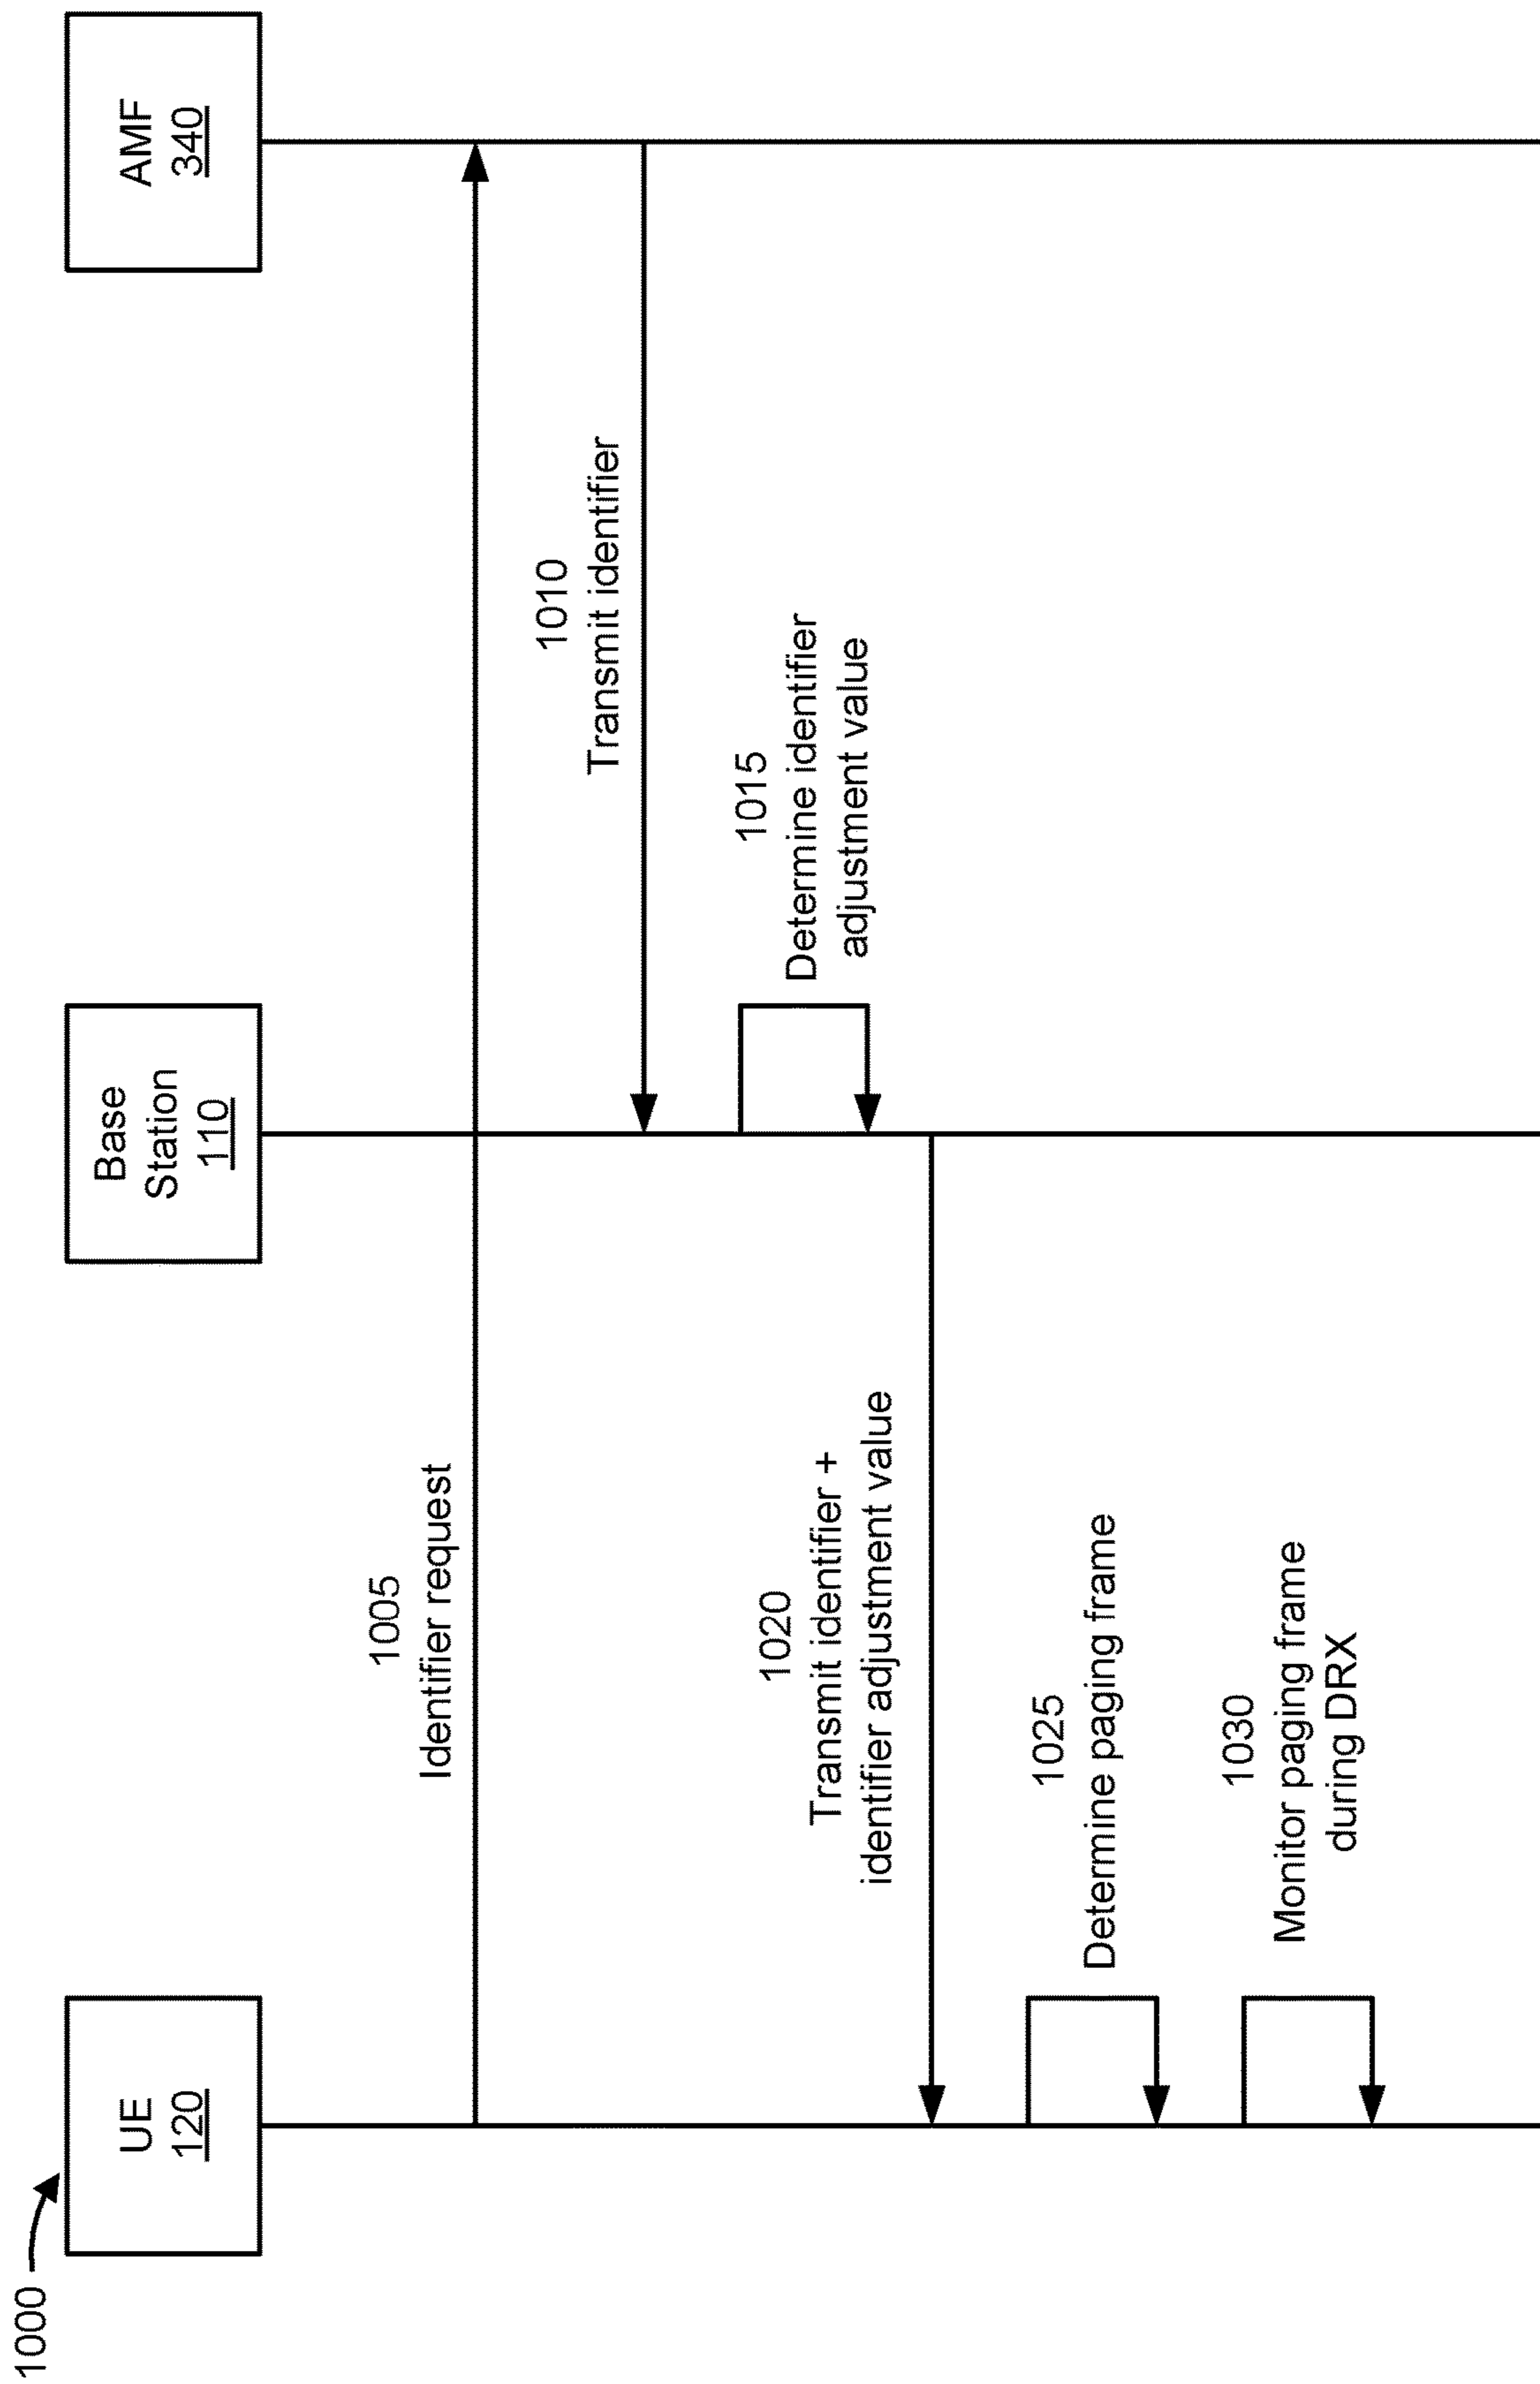 1000
UE
120
Base
Station
110
AMF
340
1005
Identifier request
1010
Transmit identifier
1015
Determine identifier
adjustment value
1020
Transmit identifier +
identifier adjustment value
1025
Determine paging frame
1030
Monitor paging frame
during DRX